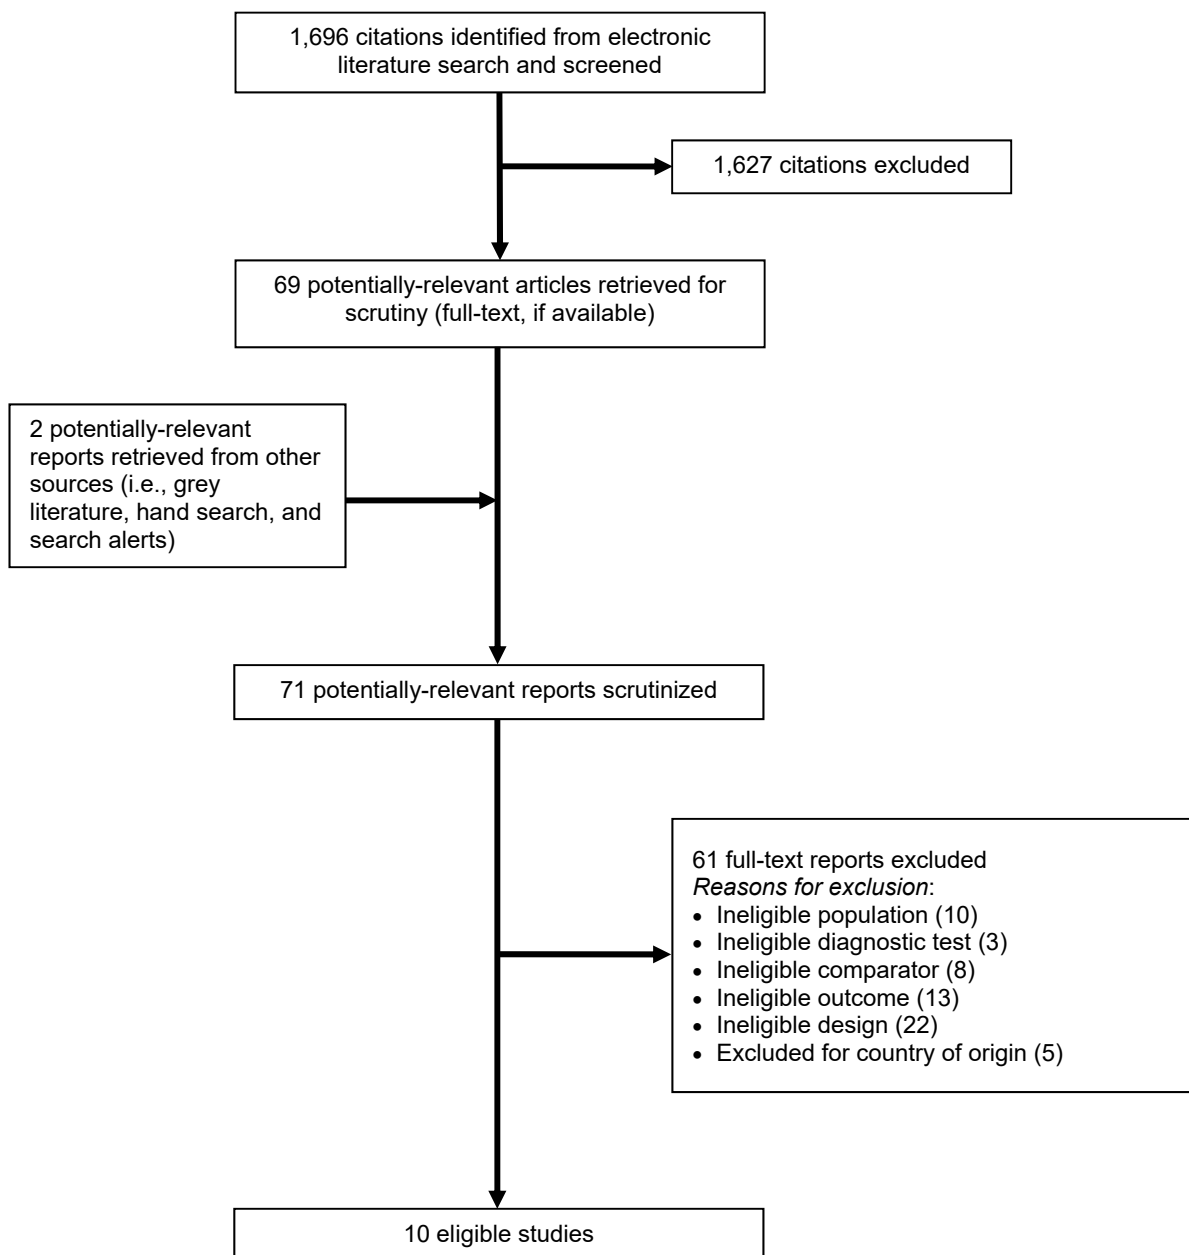 1,696 citations identified from electronic
literature search and screened
1,627 citations excluded
69 potentially-relevant articles retrieved for
scrutiny (full-text, if available)
2 potentially-relevant
reports retrieved from other
sources (i.e., grey
literature, hand search, and
search alerts)
71 potentially-relevant reports scrutinized
61 full-text reports excluded
Reasons for exclusion:
• Ineligible population (10)
• Ineligible diagnostic test (3)
• Ineligible comparator (8)
• Ineligible outcome (13)
• Ineligible design (22)
• Excluded for country of origin (5)
10 eligible studies